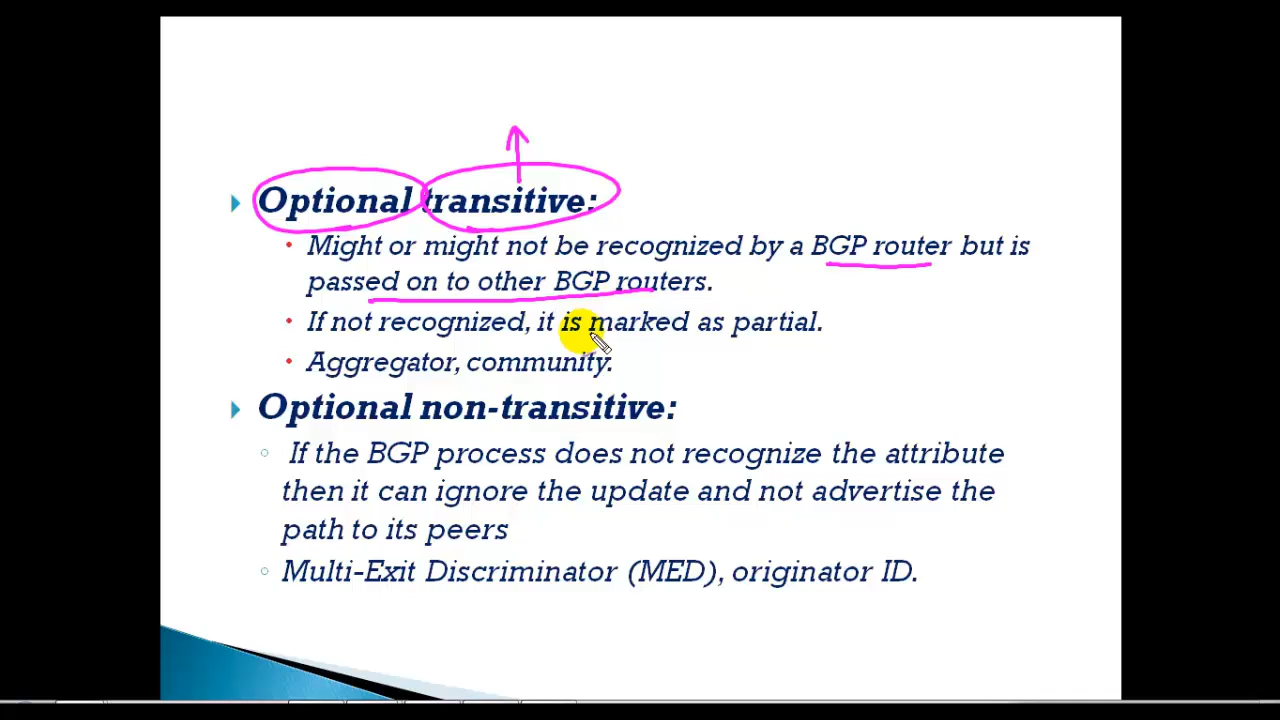 Optional transitive:
Might or might not be recognized by a BGP router but is
passed on to other BGP routers.
If not recognized, it is marked as partial.
Aggregator, community.
Optional non-transitive:
If the BGP process does not recognize the attribute
then it can ignore the update and not advertise the
path to its peers
Multi-Exit Discriminator (MED), originator ID.